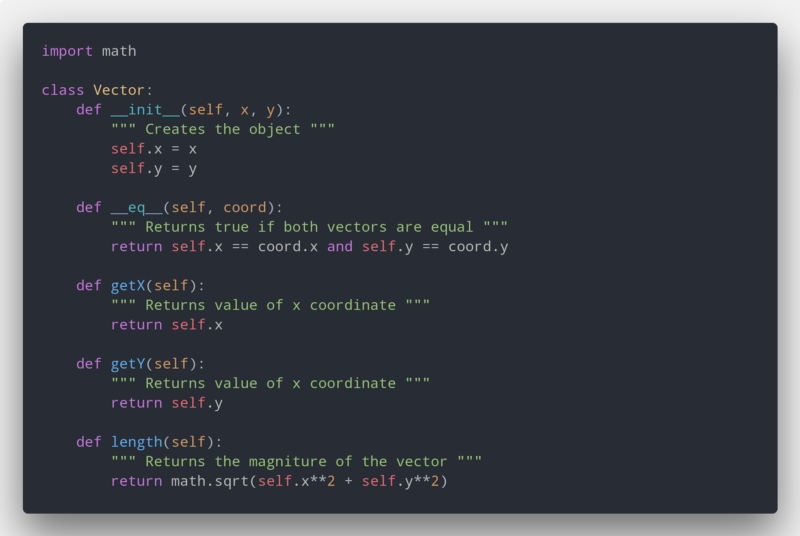 import math

class Vector:
    def __init__(self, x, y):
        """ Creates the object """
        self.x = x
        self.y = y

    def __eq__(self, coord):
        """ Returns true if both vectors are equal """
        return self.x == coord.x and self.y == coord.y

    def getX(self):
        """ Returns value of x coordinate """
        return self.x

    def getY(self):
        """ Returns value of x coordinate """
        return self.y

    def length(self):
        """ Returns the magniture of the vector """
        return math.sqrt(self.x**2 + self.y**2)